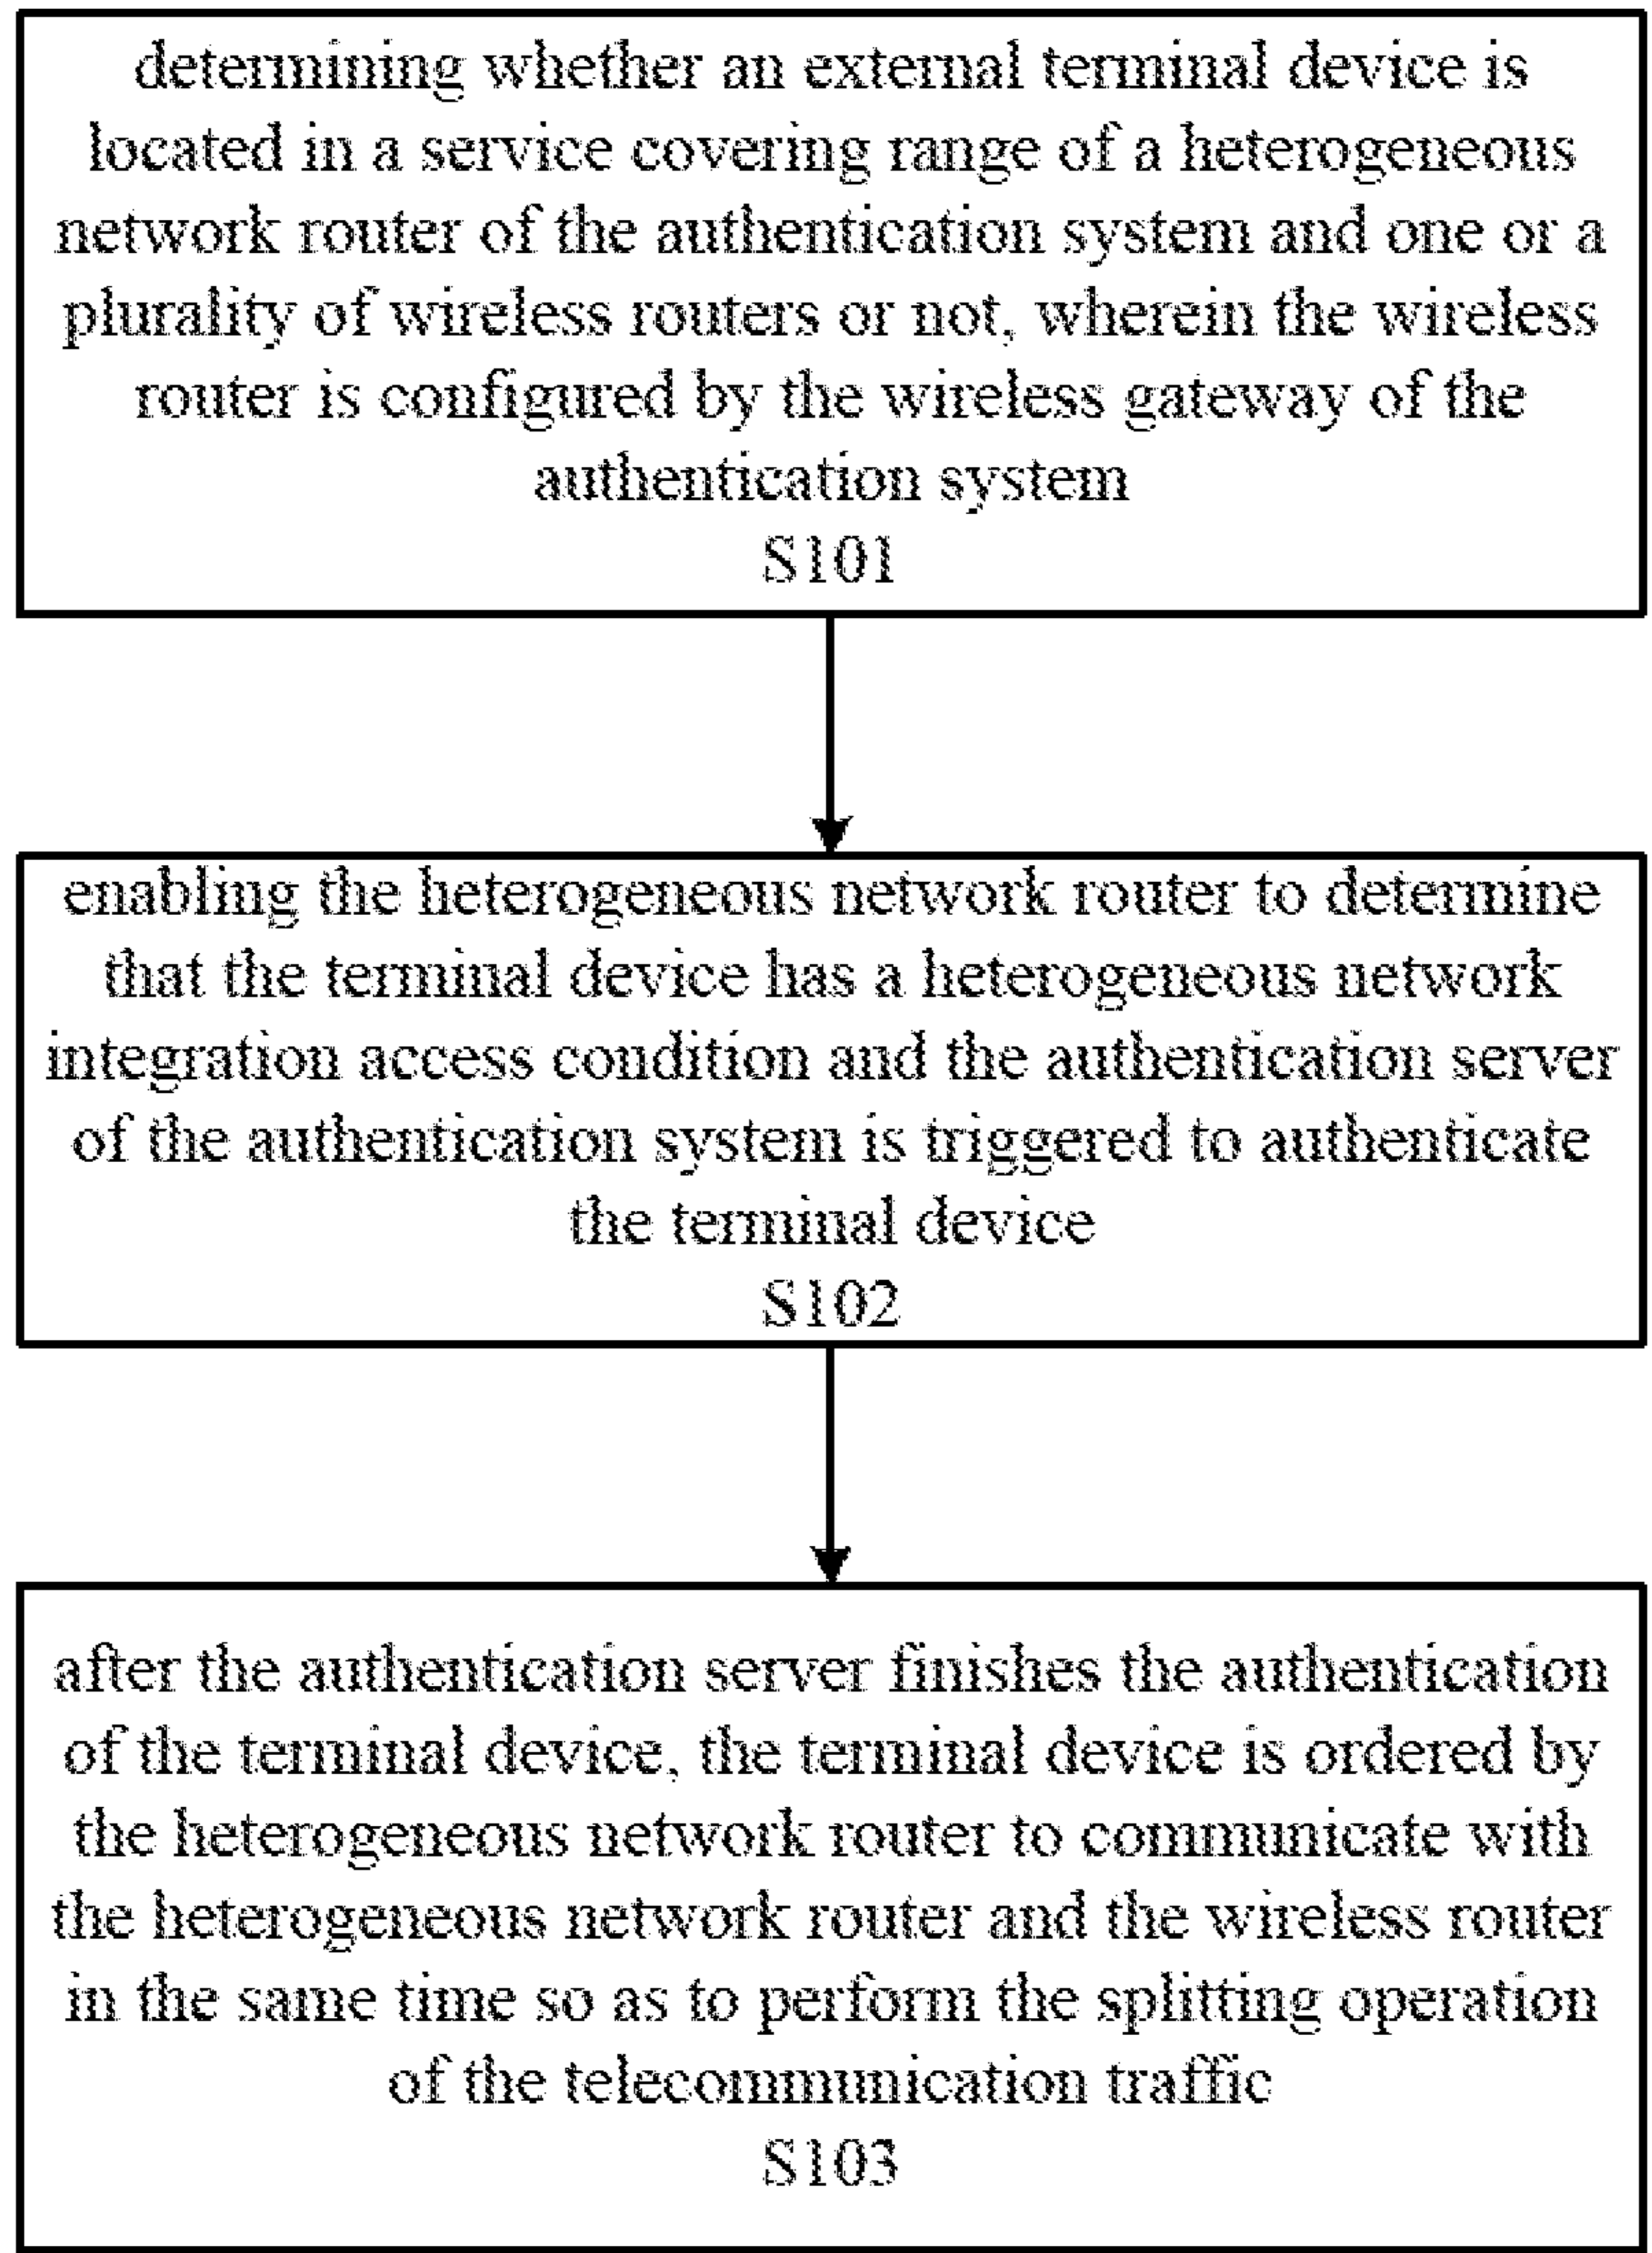 determining whether an external terminal device is
located in a service covering range of a heterogeneous
network router of the authentication system and one or a
plurality of wireless routers or not, wherein the wireless
router is configured by the wireless gateway of the
authentication system
S101
enabling the heterogeneous network router to determine
that the terminal device has a heterogeneous network
integration access condition and the authentication server
of the authentication system is triggered to authenticate
the terminal device
S102
after the authentication server finishes the authentication
of the terminal device, the terminal device is ordered by
the heterogeneous network router to communicate with
the heterogeneous network router and the wireless router
in the same time so as to perform the splitting operation
of the telecommunication traffic
S103